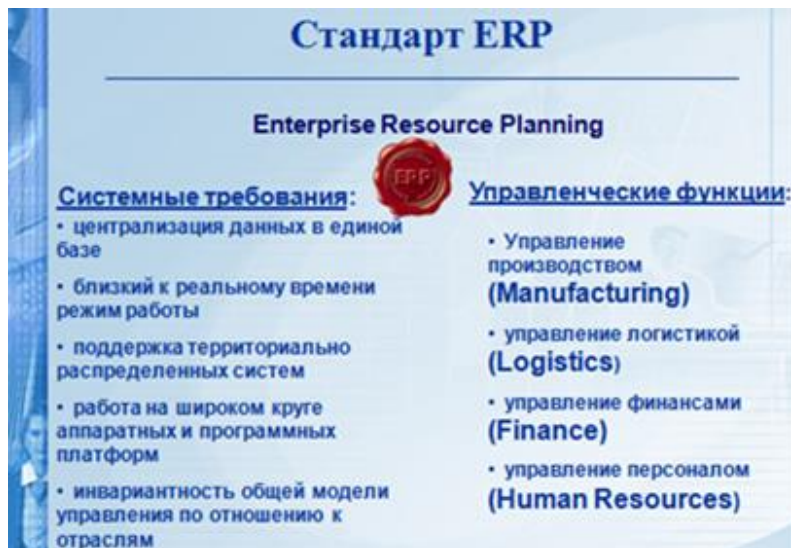 Стандарт ERP
Enterprise Resource Planning
ERP
Системные требования:
• централизация данных в единой
базе
• близкий к реальному времени
режим работы
• поддержка территориально
распределенных систем
• работа на широком круге
аппаратных и программных
платформ
• инвариантность общей модели
управления по отношению к
отраслям
Управленческие функции:
• Управление
производством
(Manufacturing)
• управление логистикой
(Logistics)
• управление финансами
(Finance)
• управление персоналом
(Human Resources)